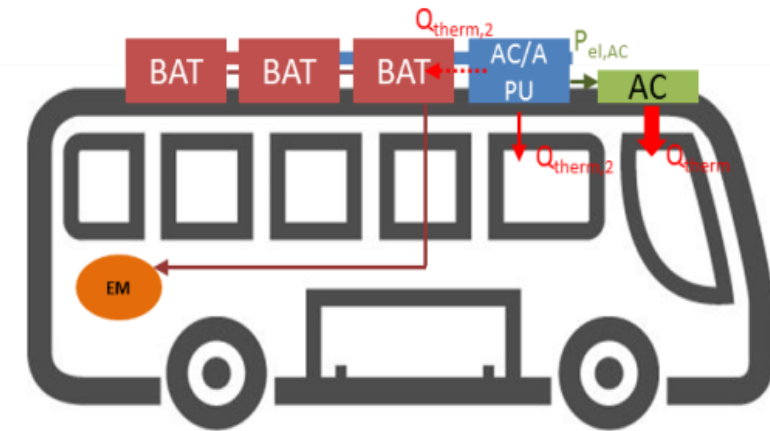 Q_therm,2
BAT
BAT
BAT
AC/A
PU
P_el,AC
AC
Q_therm,2
Q_therm
EM